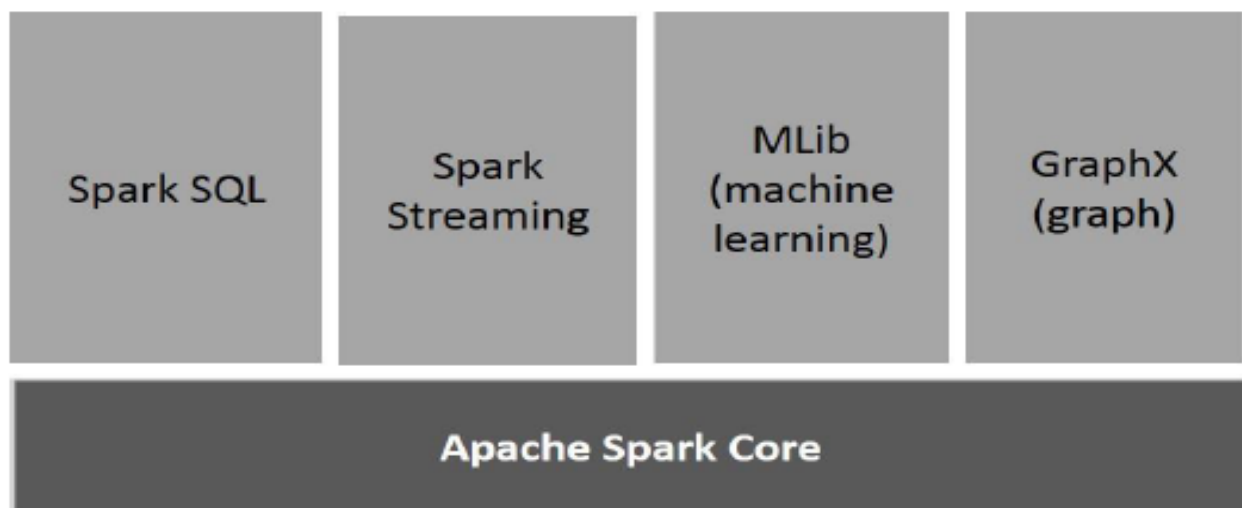 Spark SQL
Spark
Streaming
MLib
(machine
learning)
GraphX
(graph)
Apache Spark Core